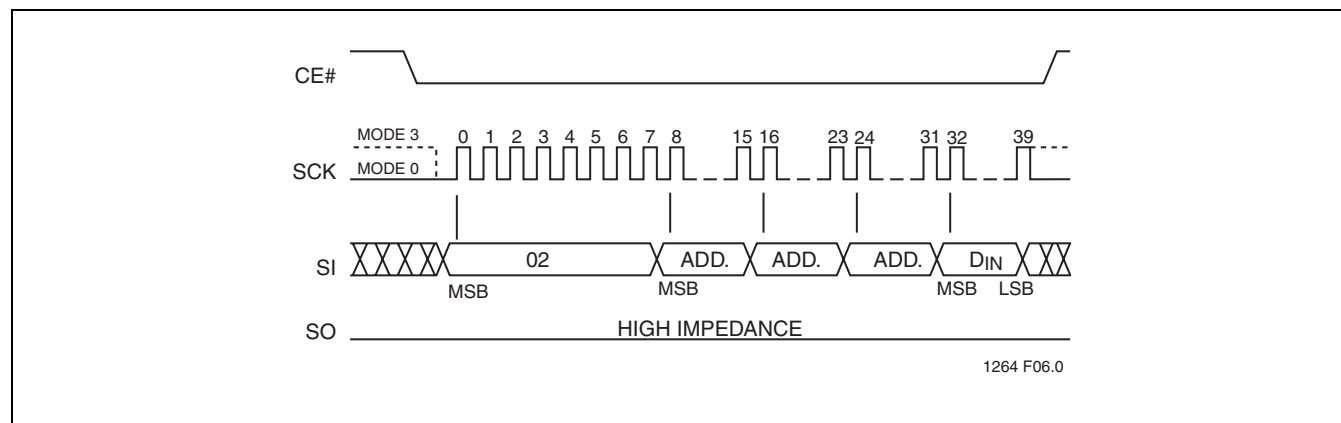 CE#
MODE 3
0 1 2 3 4 5 6 7 8 15 16 23 24 31 32 39
SCK
MODE 0
SI
02 ADD. ADD. ADD. DIN
MSB MSB MSB LSB
SO
HIGH IMPEDANCE
1264 F06.0